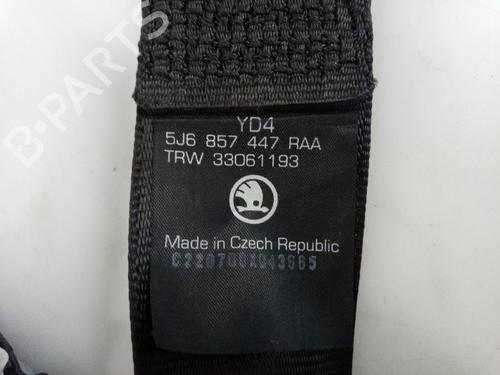 B-PARTS
YD4
5J6 857 447 RAA
TRW 33061193
Made in Czech Republic